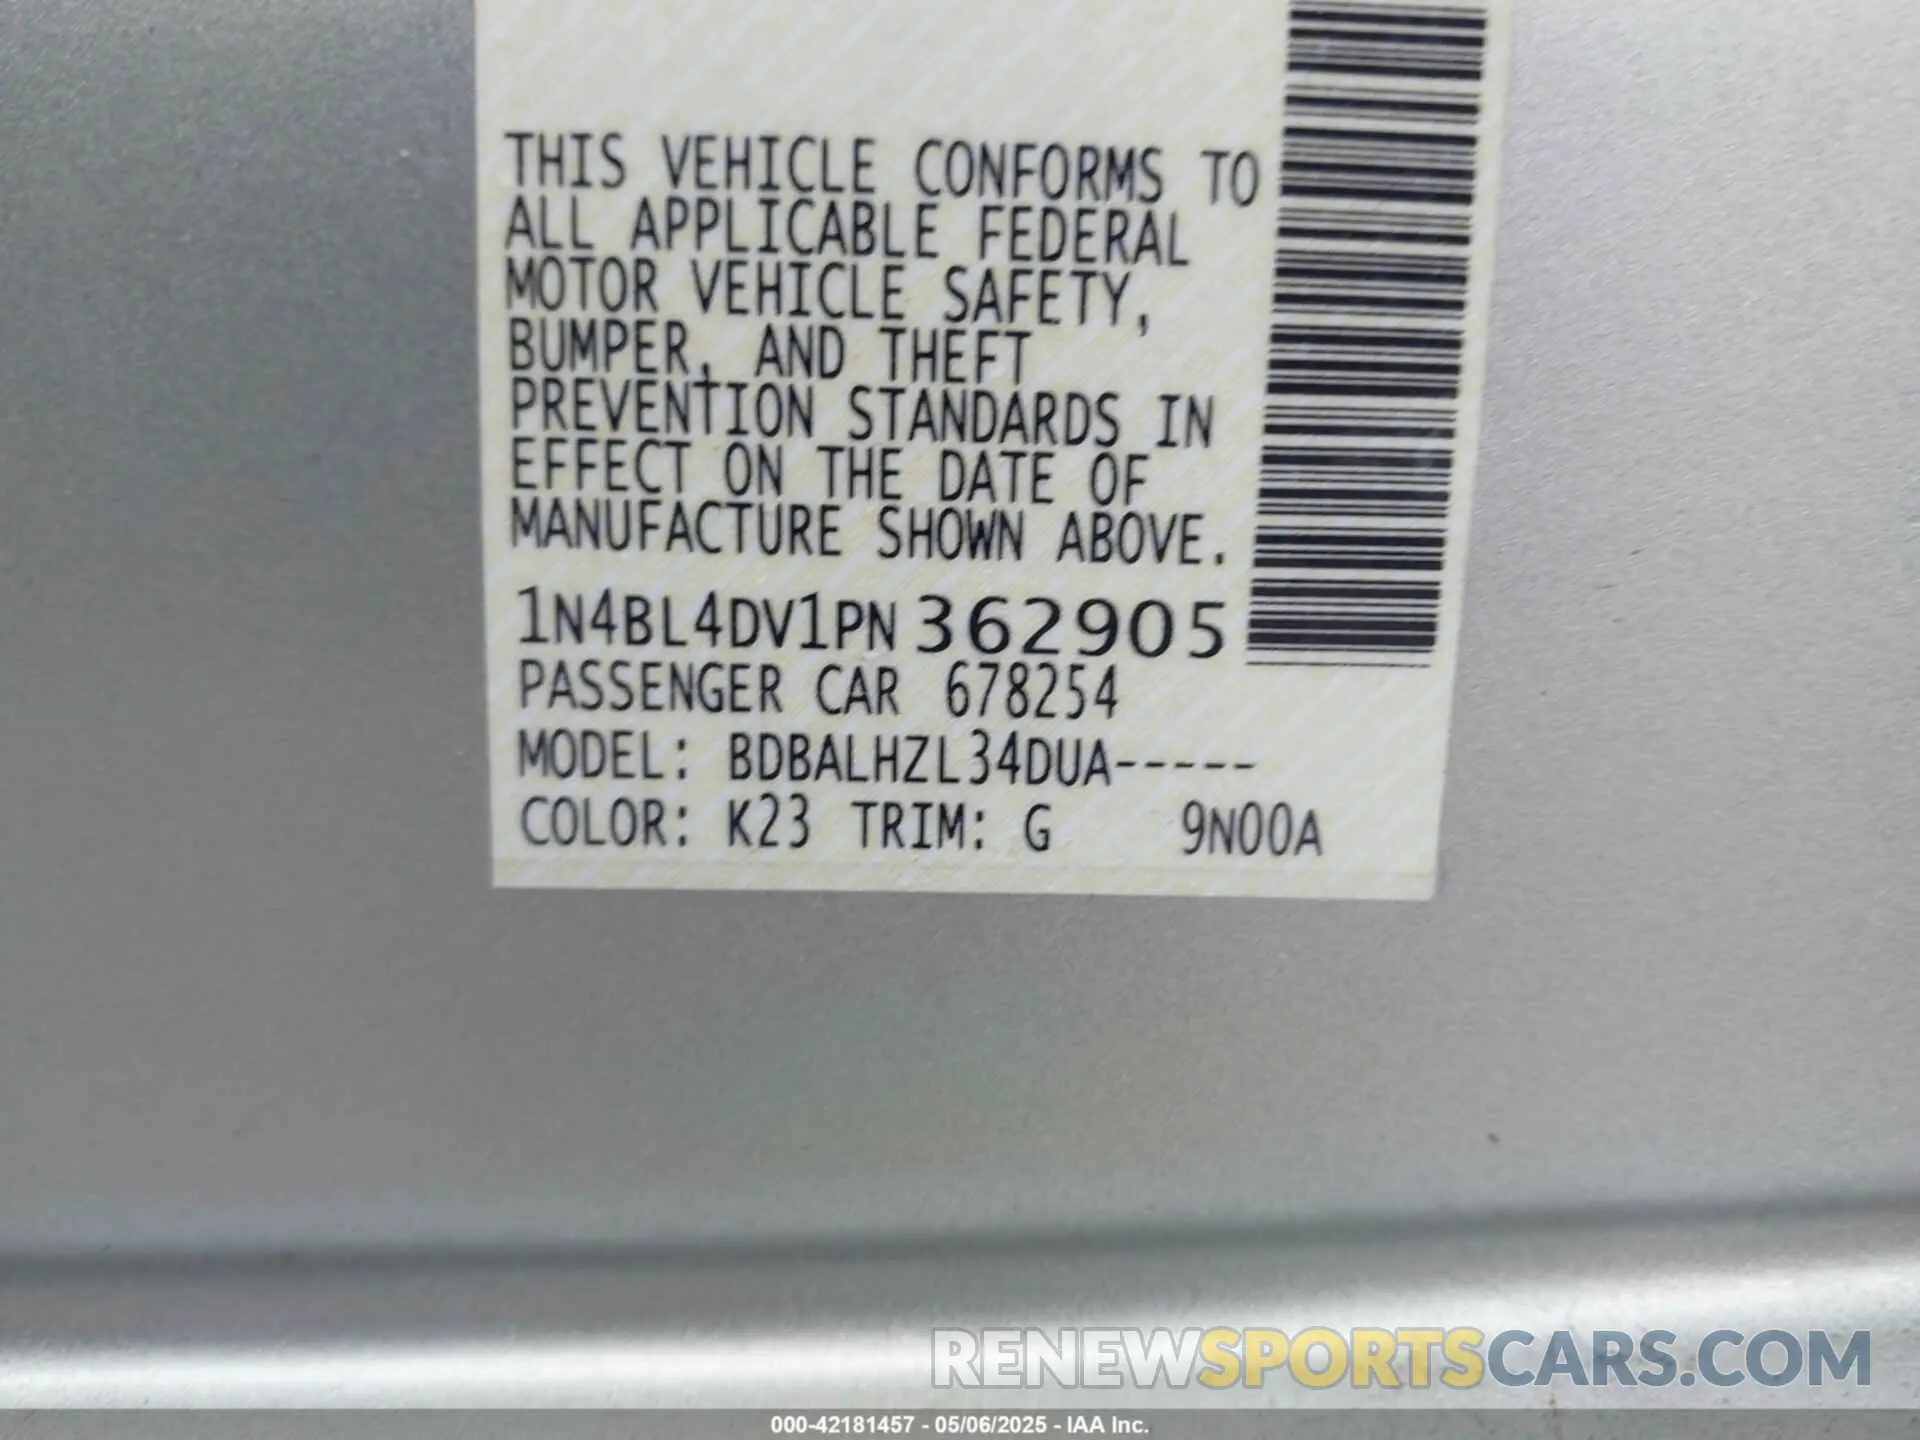 THIS VEHICLE CONFORMS TO
ALL APPLICABLE FEDERAL
MOTOR VEHICLE SAFETY,
BUMPER, AND THEFT
PREVENTION STANDARDS IN
EFFECT ON THE DATE OF
MANUFACTURE SHOWN ABOVE.
1N4BL4DV1PN362905
PASSENGER CAR 678254
MODEL: BDBALHZL34DUA-----
COLOR: K23 TRIM: G 9N00A
RENEWSPORTSCARS.COM
000-42181457 - 05/06/2025 - IAA Inc.